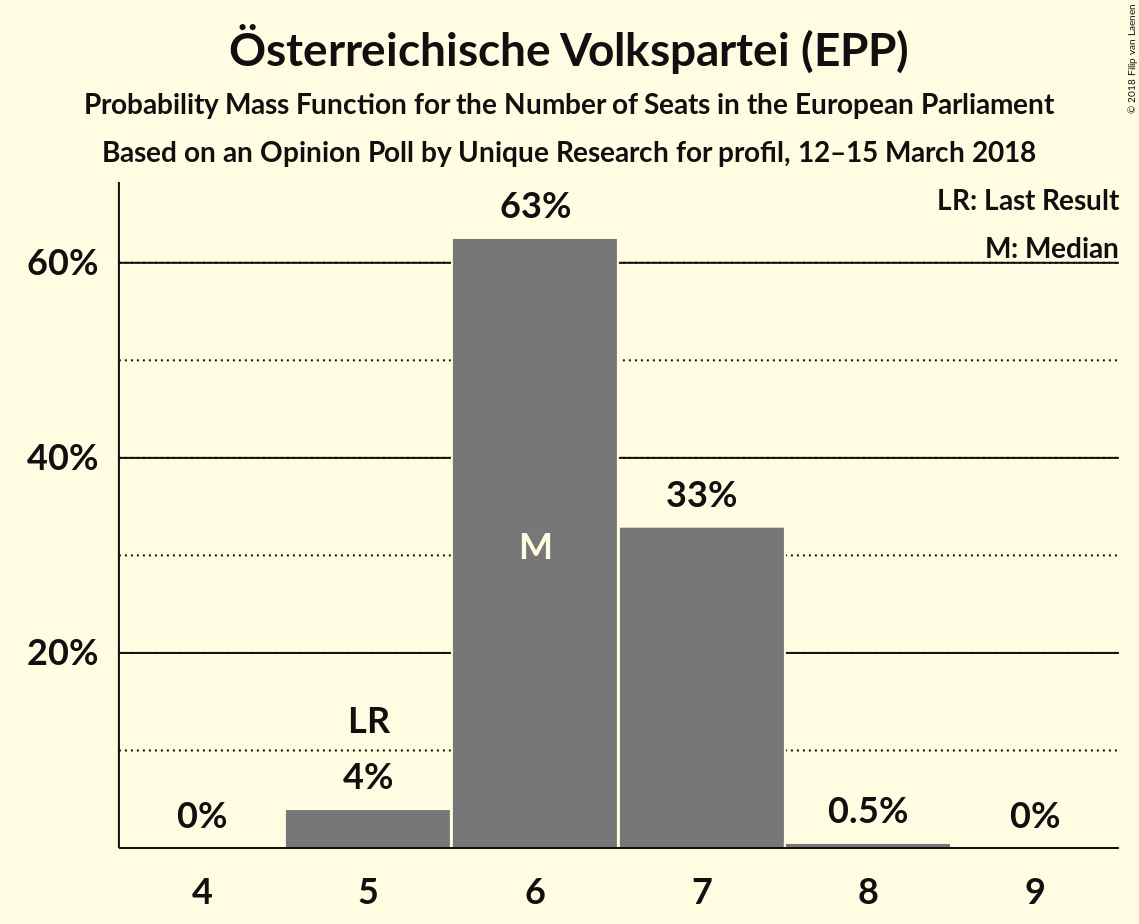 Österreichische Volkspartei (EPP)
Probability Mass Function for the Number of Seats in the European Parliament
Based on an Opinion Poll by Unique Research for profil, 12–15 March 2018
© 2018 Filip van Laenen
LR: Last Result
M: Median
63%
60%
40%
33%
M
20%
LR
4%
0%
0.5%
0%
4 5 6 7 8 9